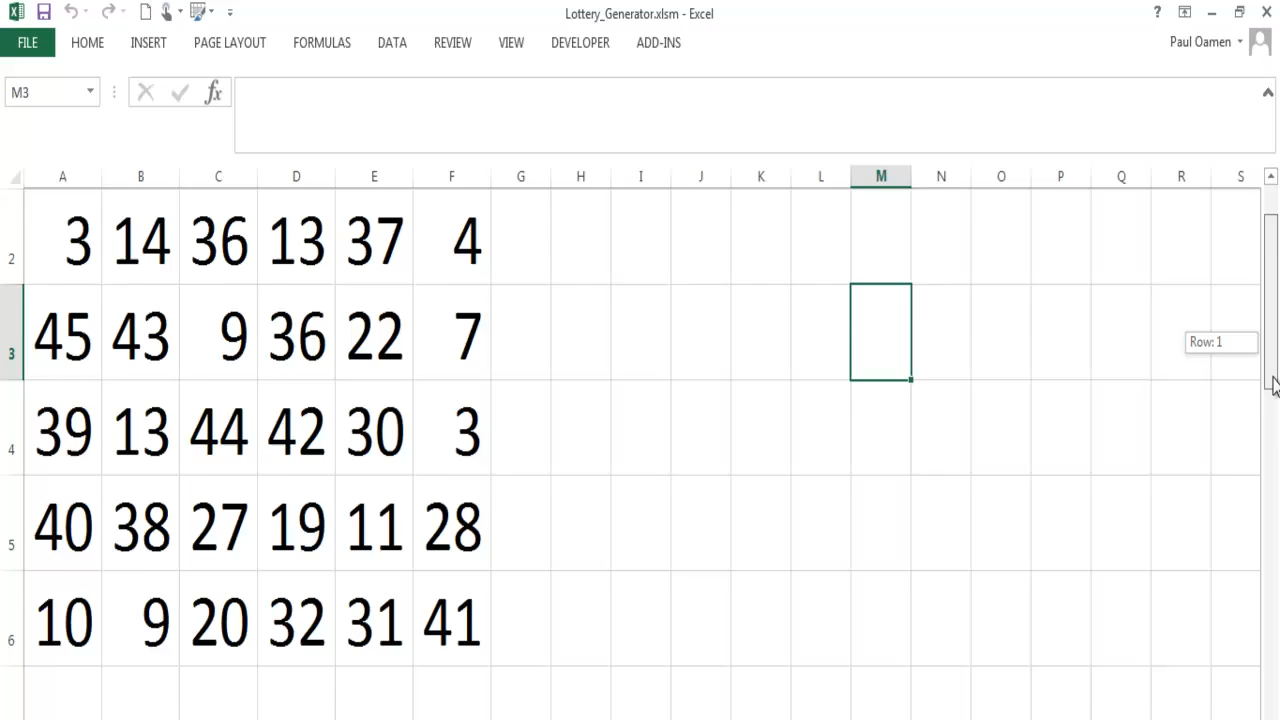 Lottery_Generator.xlsm - Excel
?
FILE HOME INSERT PAGE LAYOUT FORMULAS DATA REVIEW VIEW DEVELOPER ADD-INS Paul Oamen
M3 fx
A B C D E F G H I J K L M N O P Q R S
2 3 14 36 13 37 4
3 45 43 9 36 22 7
Row: 1
4 39 13 44 42 30 3
5 40 38 27 19 11 28
6 10 9 20 32 31 41